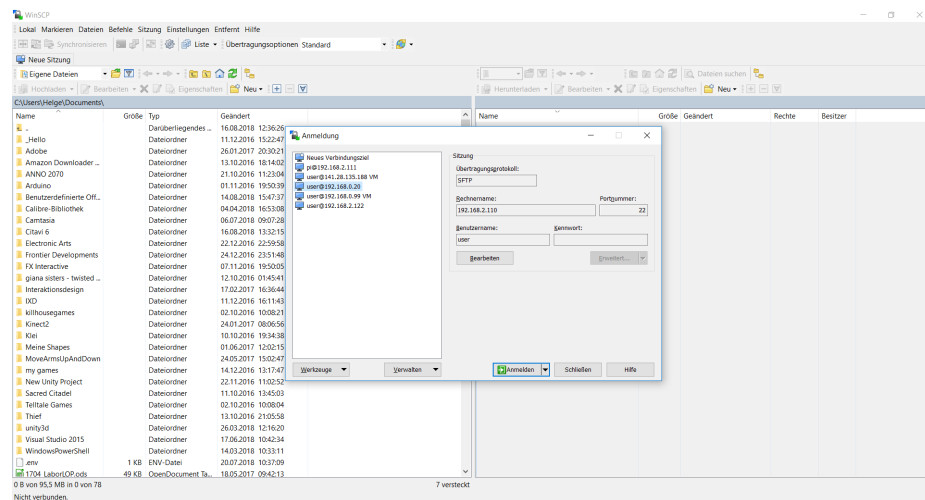 WinSCP
Lokal Markieren Dateien Befehle Sitzung Einstellungen Entfernt Hilfe
Synchronisieren Liste Übertragungsoptionen Standard
Neue Sitzung
Eigene Dateien Dateien suchen
Hochladen Bearbeiten Eigenschaften Neu Herunterladen Bearbeiten Eigenschaften Neu
C:\Users\Helge\Documents\
Name Größe Typ Geändert Name Größe Geändert Rechte Besitzer
.. Darüberliegendes ... 16.08.2018 12:36:26
_Hello Dateiordner 11.12.2016 15:22:47
Adobe Dateiordner 26.01.2017 20:30:21
Amazon Downloader ... Dateiordner 13.10.2016 18:14:02
ANNO 2070 Dateiordner 21.10.2016 11:23:04
Arduino Dateiordner 01.11.2016 19:50:39
Benutzerdefinierte Off... Dateiordner 14.08.2018 15:47:37
Calibre-Bibliothek Dateiordner 04.04.2018 16:53:08
Camtasia Dateiordner 06.07.2018 09:07:28
Citavi 6 Dateiordner 16.08.2018 13:32:15
Electronic Arts Dateiordner 22.12.2016 22:59:58
Frontier Developments Dateiordner 24.12.2016 23:51:48
FX Interactive Dateiordner 07.11.2016 19:50:05
giana sisters - twisted ... Dateiordner 12.10.2016 01:45:41
Interaktionsdesign Dateiordner 17.02.2017 16:36:44
IXD Dateiordner 11.12.2016 16:11:43
killhousegames Dateiordner 02.10.2016 10:08:21
Kinect2 Dateiordner 24.01.2017 08:06:56
Klei Dateiordner 10.10.2016 19:34:38
Meine Shapes Dateiordner 01.06.2017 12:02:15
MoveArmsUpAndDown Dateiordner 24.05.2017 15:02:47
my games Dateiordner 14.12.2016 13:17:47
New Unity Project Dateiordner 22.11.2016 11:02:52
Sacred Citadel Dateiordner 11.10.2016 13:45:03
Telltale Games Dateiordner 02.10.2016 10:08:04
Thief Dateiordner 13.10.2016 21:05:58
unity3d Dateiordner 26.03.2018 12:16:20
Visual Studio 2015 Dateiordner 17.06.2018 10:42:34
WindowsPowerShell Dateiordner 14.03.2018 10:33:11
.env 1 KB ENV-Datei 20.07.2018 10:37:09
1704_LaborLOP.ods 49 KB OpenDocument Ta... 18.05.2017 09:42:13
0 B von 95,5 MB in 0 von 78 7 versteckt
Nicht verbunden.
Anmeldung
Neues Verbindungsziel
pi@192.168.2.111
user@141.28.135.188 VM
user@192.168.0.20
user@192.168.0.99 VM
user@192.168.2.122
Sitzung
Übertragungsprotokoll:
SFTP
Rechnername: Portnummer:
192.168.2.110 22
Benutzername: Kennwort:
user
Bearbeiten Erweitert...
Werkzeuge Verwalten Anmelden Schließen Hilfe